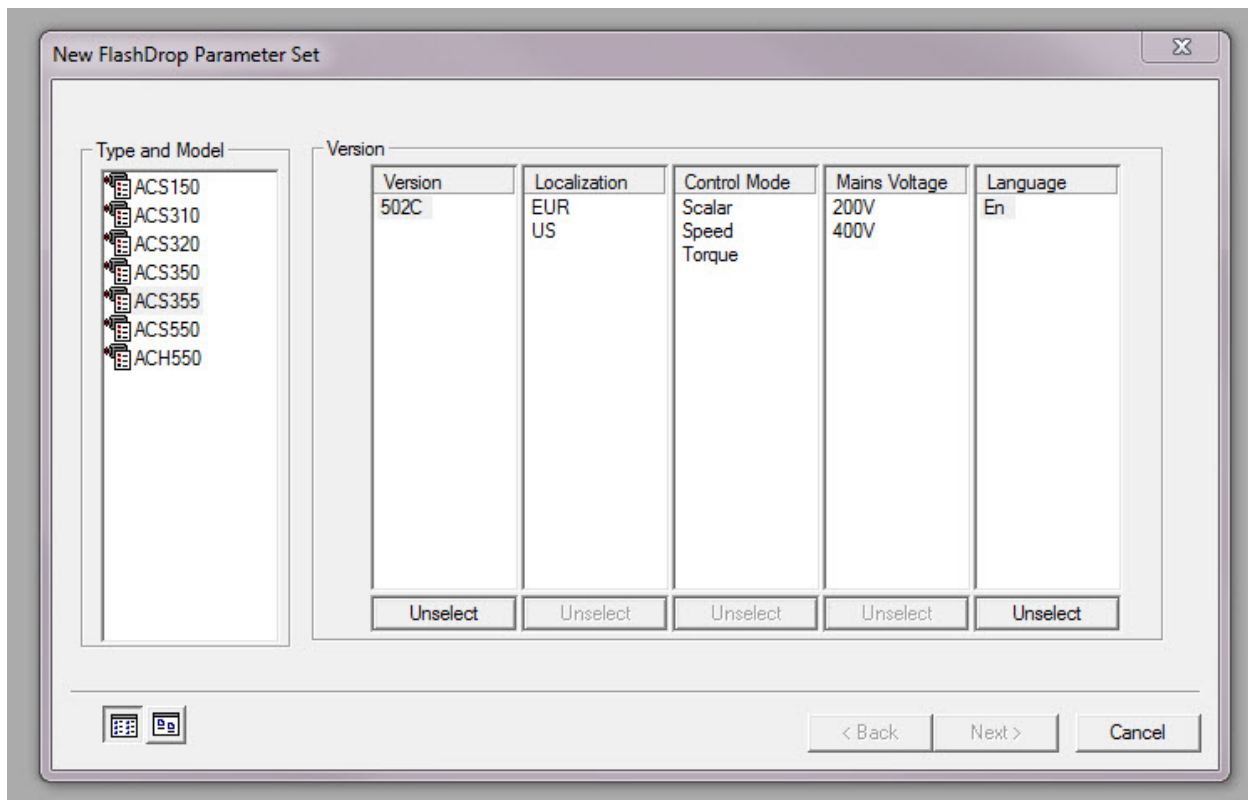 New FlashDrop Parameter Set
Type and Model
ACS150
ACS310
ACS320
ACS350
ACS355
ACS550
ACH550
Version
Version Localization Control Mode Mains Voltage Language
502C EUR Scalar 200V En
US Speed 400V
Torque
Unselect Unselect Unselect Unselect Unselect
< Back Next > Cancel